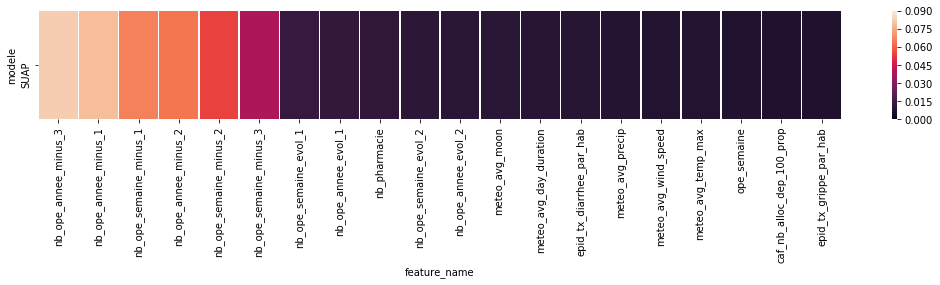 modele
SUAP
nb_ope_annee_minus_3
nb_ope_annee_minus_1
nb_ope_semaine_minus_1
nb_ope_annee_minus_2
nb_ope_semaine_minus_2
nb_ope_semaine_minus_3
nb_ope_semaine_evol_1
nb_ope_annee_evol_1
nb_pharmacie
nb_ope_semaine_evol_2
nb_ope_annee_evol_2
meteo_avg_moon
meteo_avg_day_duration
epid_tx_diarrhee_par_hab
meteo_avg_precip
meteo_avg_wind_speed
meteo_avg_temp_max
ope_semaine
caf_nb_alloc_dep_100_prop
epid_tx_grippe_par_hab
feature_name
0.090
0.075
0.060
0.045
0.030
0.015
0.000